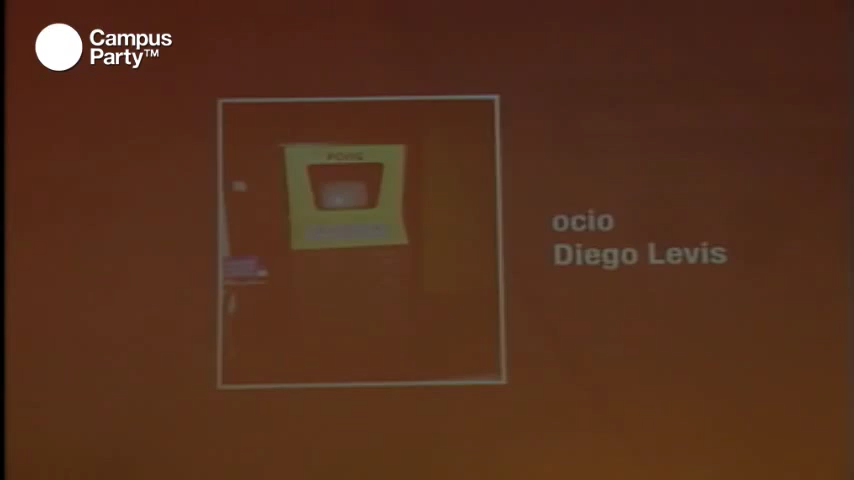 Campus
Party™
PONG
ocio
Diego Levis